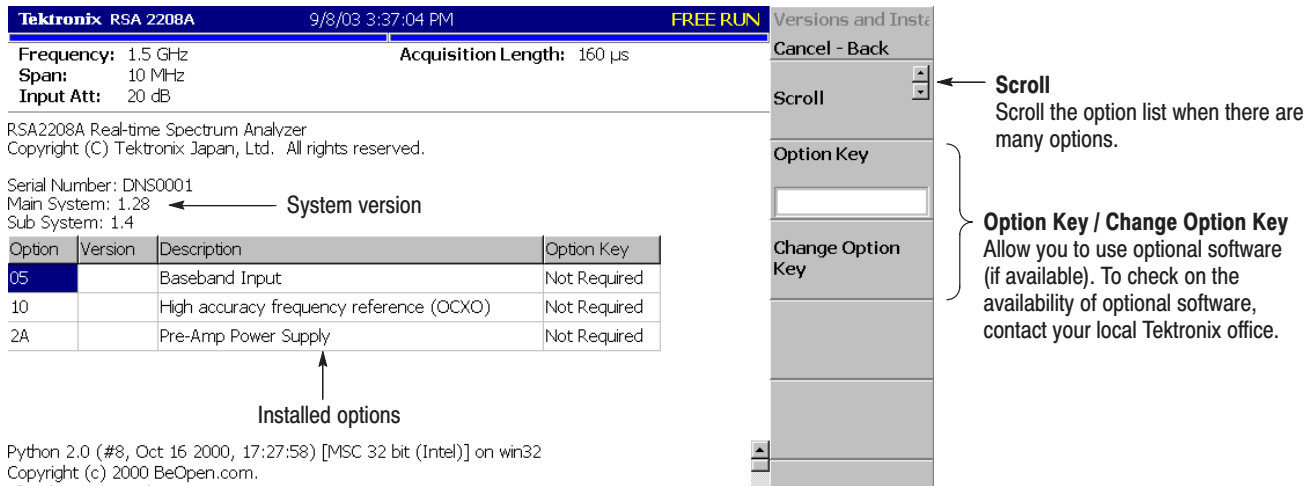 Tektronix RSA 2208A 9/8/03 3:37:04 PM FREE RUN
Frequency: 1.5 GHz Acquisition Length: 160 µs
Span: 10 MHz
Input Att: 20 dB
RSA2208A Real-time Spectrum Analyzer
Copyright (C) Tektronix Japan, Ltd. All rights reserved.
Serial Number: DNS0001
Main System: 1.28
System version
Sub System: 1.4
Option Version Description Option Key
05 Baseband Input Not Required
10 High accuracy frequency reference (OCXO) Not Required
2A Pre-Amp Power Supply Not Required
Installed options
Python 2.0 (#8, Oct 16 2000, 17:27:58) [MSC 32 bit (Intel)] on win32
Copyright (c) 2000 BeOpen.com.
Versions and Insta
Cancel - Back
Scroll
Option Key
Change Option
Key
Scroll
Scroll the option list when there are
many options.
Option Key / Change Option Key
Allow you to use optional software
(if available). To check on the
availability of optional software,
contact your local Tektronix office.